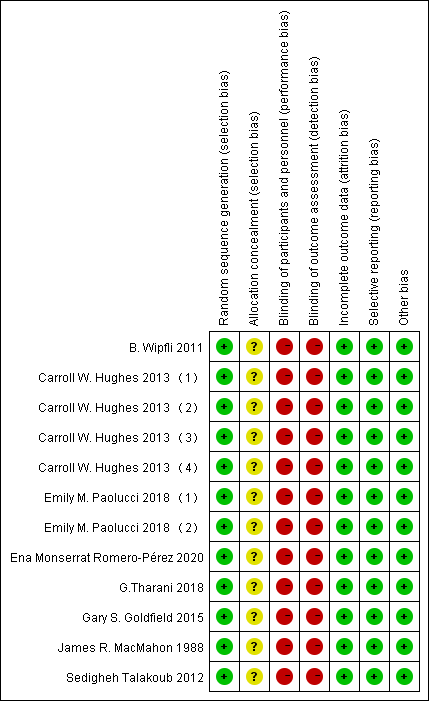 Random sequence generation (selection bias)
Allocation concealment (selection bias)
Blinding of participants and personnel (performance bias)
Blinding of outcome assessment (detection bias)
Incomplete outcome data (attrition bias)
Selective reporting (reporting bias)
Other bias
B. Wipfli 2011 + ? - - + + +
Carroll W. Hughes 2013（1） + ? - - + + +
Carroll W. Hughes 2013（2） + ? - - + + +
Carroll W. Hughes 2013（3） + ? - - + + +
Carroll W. Hughes 2013（4） + ? - - + + +
Emily M. Paolucci 2018（1） + ? - - + + +
Emily M. Paolucci 2018（2） + ? - - + + +
Ena Monserrat Romero-Pérez 2020 + ? - - + + +
G.Tharani 2018 + ? - - + + +
Gary S. Goldfield 2015 + ? - - + + +
James R. MacMahon 1988 + ? - - + + +
Sedigheh Talakoub 2012 + ? - - + + +